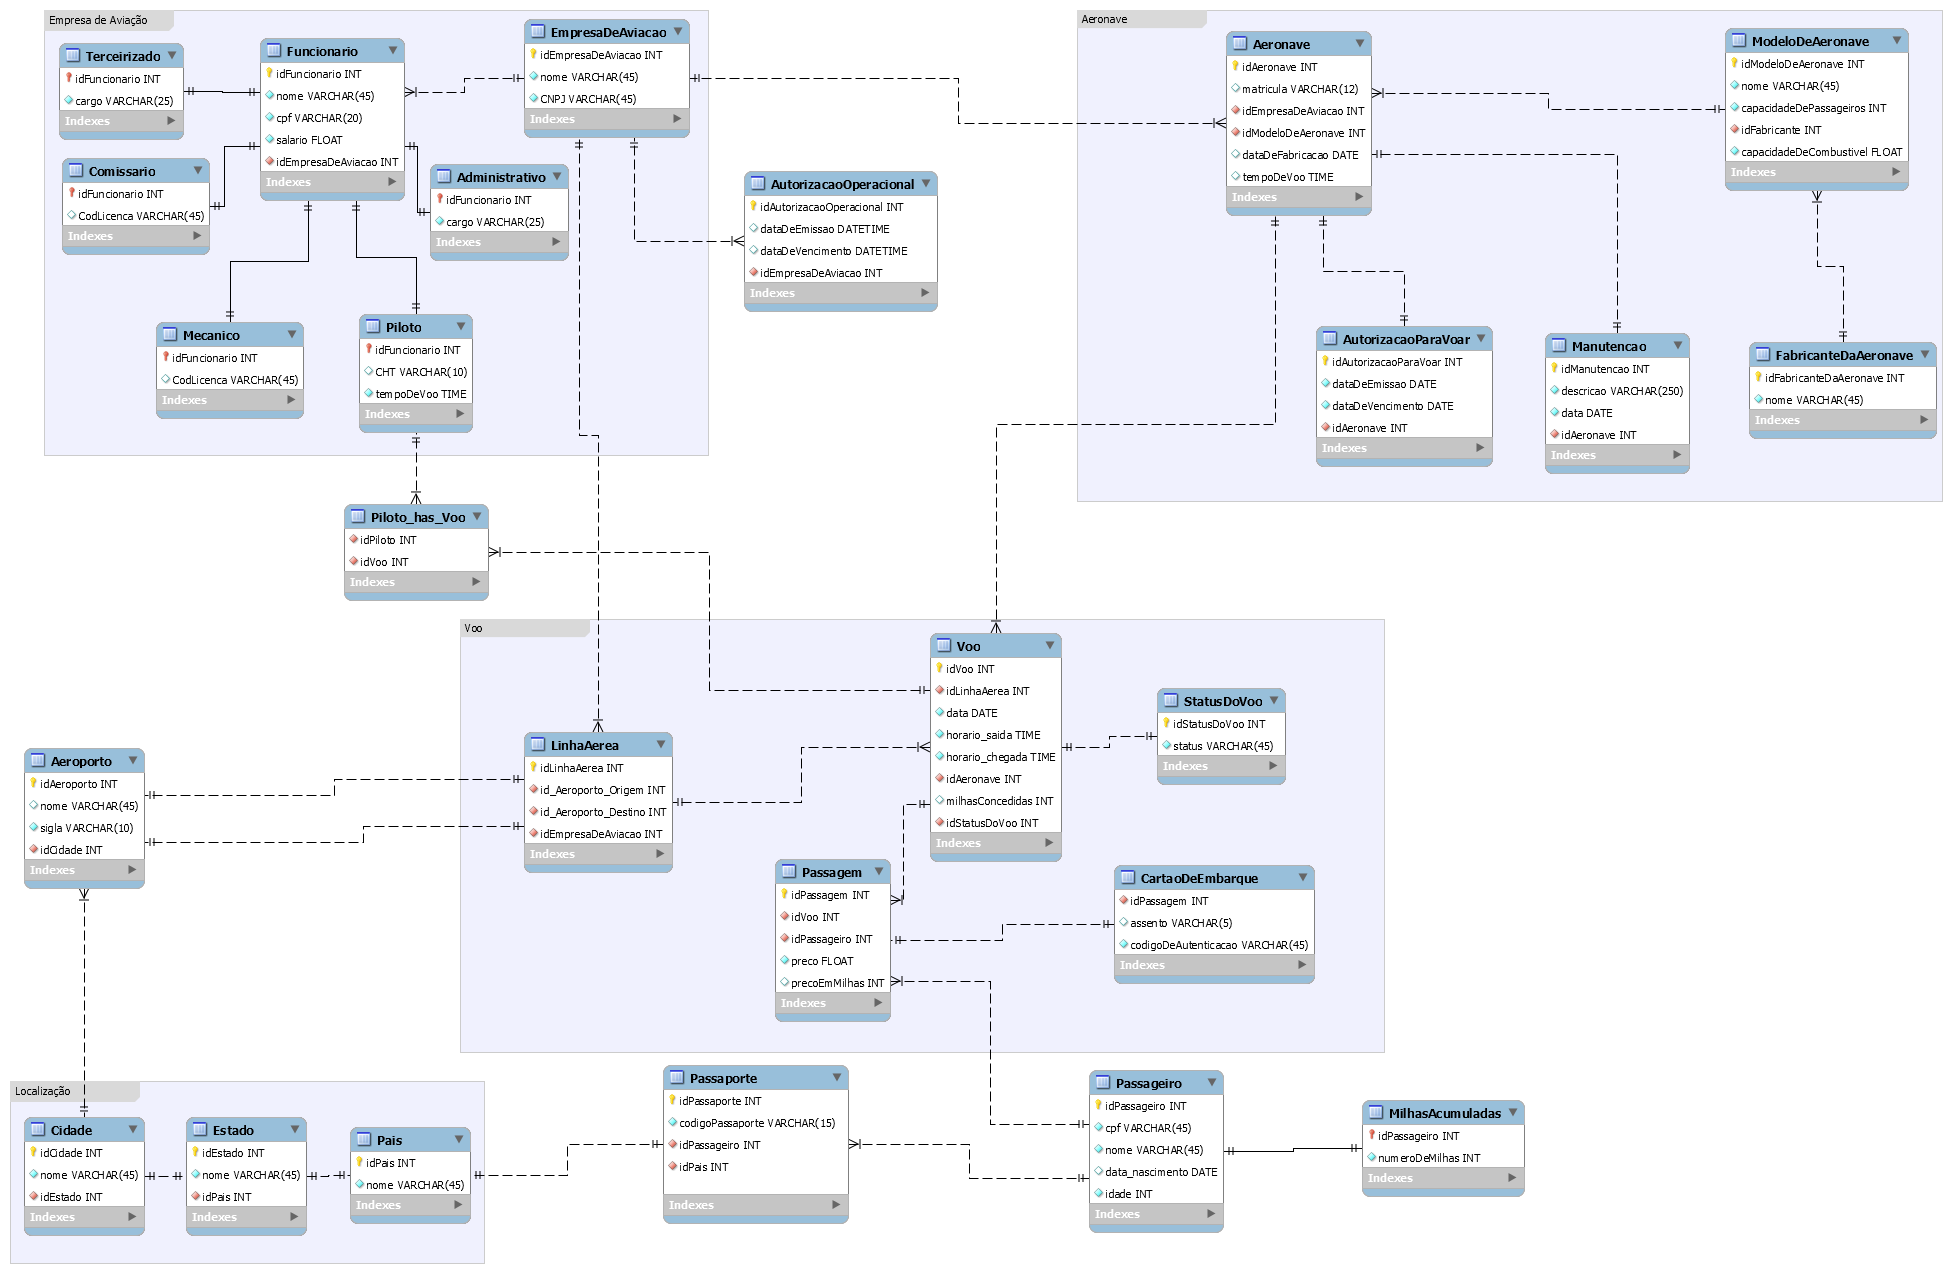 Empresa de Aviação
Terceirizado
idFuncionario INT
cargo VARCHAR(25)
Indexes
Funcionario
idFuncionario INT
nome VARCHAR(45)
cpf VARCHAR(20)
salario FLOAT
idEmpresaDeAviacao INT
Indexes
EmpresaDeAviacao
idEmpresaDeAviacao INT
nome VARCHAR(45)
CNPJ VARCHAR(45)
Indexes
Comissario
idFuncionario INT
CodLicenca VARCHAR(45)
Indexes
Administrativo
idFuncionario INT
cargo VARCHAR(25)
Indexes
Mecanico
idFuncionario INT
CodLicenca VARCHAR(45)
Indexes
Piloto
idFuncionario INT
CHT VARCHAR(10)
tempoDeVoo TIME
Indexes
AutorizacaoOperacional
idAutorizacaoOperacional INT
dataDeEmissao DATETIME
dataDeVencimento DATETIME
idEmpresaDeAviacao INT
Indexes
Aeronave
Aeronave
idAeronave INT
matricula VARCHAR(12)
idEmpresaDeAviacao INT
idModeloDeAeronave INT
dataDeFabricacao DATE
tempoDeVoo TIME
Indexes
ModeloDeAeronave
idModeloDeAeronave INT
nome VARCHAR(45)
capacidadeDePassageiros INT
idFabricante INT
capacidadeDeCombustivel FLOAT
Indexes
AutorizacaoParaVoar
idAutorizacaoParaVoar INT
dataDeEmissao DATE
dataDeVencimento DATE
idAeronave INT
Indexes
Manutencao
idManutencao INT
descricao VARCHAR(250)
data DATE
idAeronave INT
Indexes
FabricanteDaAeronave
idFabricanteDaAeronave INT
nome VARCHAR(45)
Indexes
Piloto_has_Voo
idPiloto INT
idVoo INT
Indexes
Voo
Voo
idVoo INT
idLinhaAerea INT
data DATE
horario_saida TIME
horario_chegada TIME
idAeronave INT
milhasConcedidas INT
idStatusDoVoo INT
Indexes
StatusDoVoo
idStatusDoVoo INT
status VARCHAR(45)
Indexes
LinhaAerea
idLinhaAerea INT
id_Aeroporto_Origem INT
id_Aeroporto_Destino INT
idEmpresaDeAviacao INT
Indexes
Aeroporto
idAeroporto INT
nome VARCHAR(45)
sigla VARCHAR(10)
idCidade INT
Indexes
Passagem
idPassagem INT
idVoo INT
idPassageiro INT
preco FLOAT
precoEmMilhas INT
Indexes
CartaoDeEmbarque
idPassagem INT
assento VARCHAR(5)
codigoDeAutenticacao VARCHAR(45)
Indexes
Localização
Cidade
idCidade INT
nome VARCHAR(45)
idEstado INT
Indexes
Estado
idEstado INT
nome VARCHAR(45)
idPais INT
Indexes
Pais
idPais INT
nome VARCHAR(45)
Indexes
Passaporte
idPassaporte INT
codigoPassaporte VARCHAR(15)
idPassageiro INT
idPais INT
Indexes
Passageiro
idPassageiro INT
cpf VARCHAR(45)
nome VARCHAR(45)
data_nascimento DATE
idade INT
Indexes
MilhasAcumuladas
idPassageiro INT
numeroDeMilhas INT
Indexes